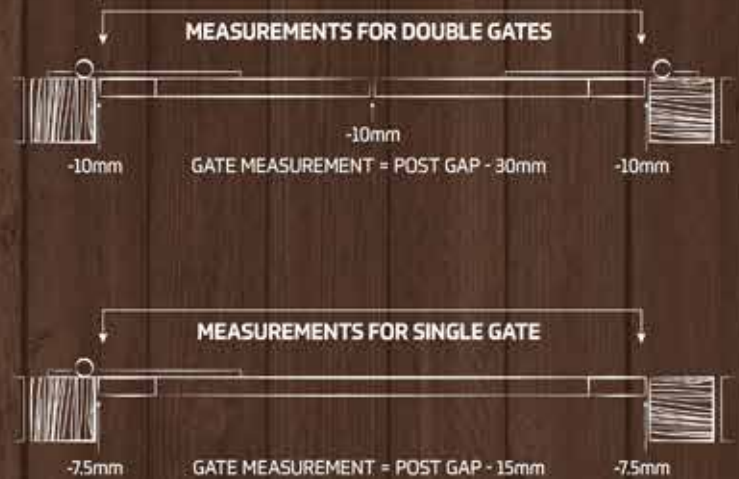 MEASUREMENTS FOR DOUBLE GATES
-10mm
-10mm GATE MEASUREMENT = POST GAP - 30mm -10mm
MEASUREMENTS FOR SINGLE GATE
-7.5mm GATE MEASUREMENT = POST GAP - 15mm -7.5mm